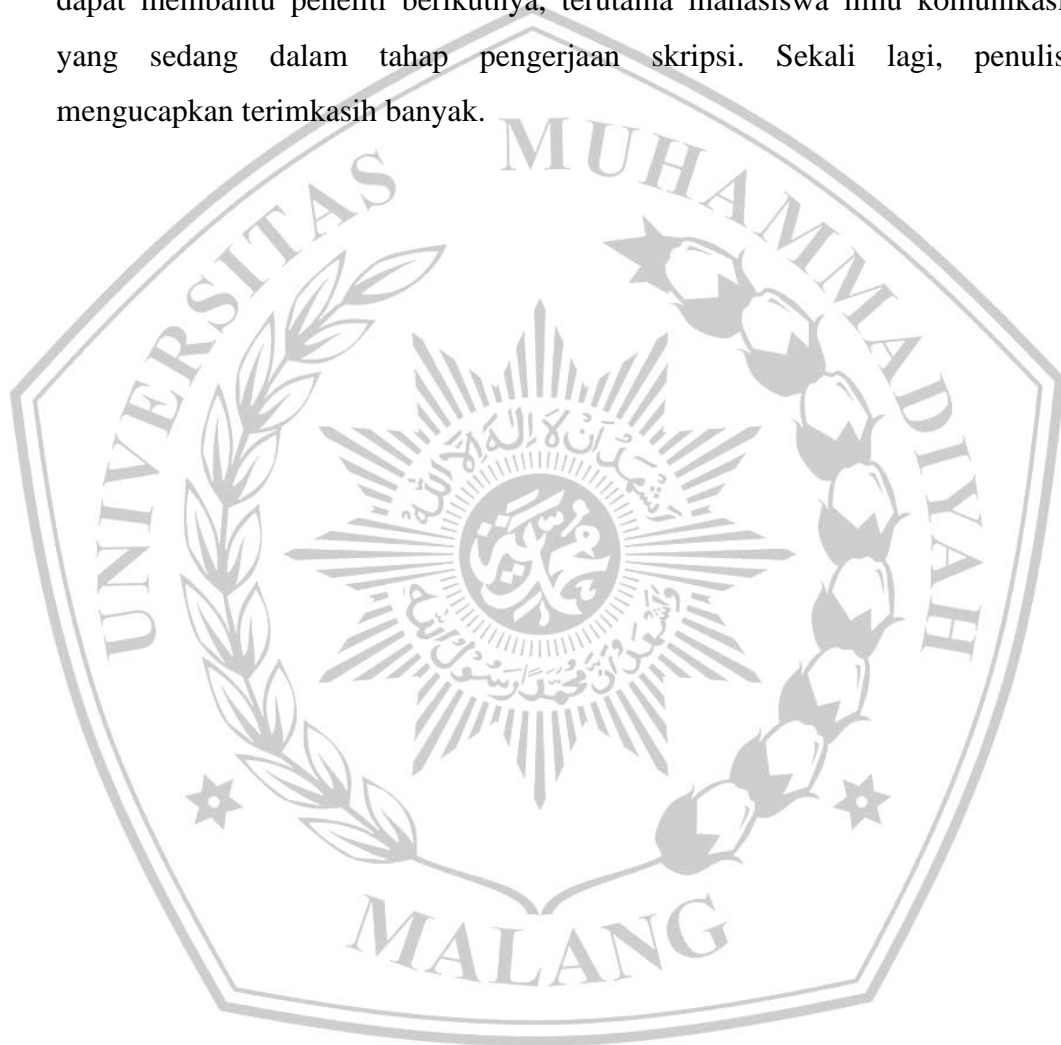 dapat membantu peneliti berikutnya, terutama mahasiswa ilmu komunikasi
yang sedang dalam tahap pengerjaan skripsi. Sekali lagi, penulis
mengucapkan terimkasih banyak.
UNIVERSITAS MUHAMMADIYAH
MALANG